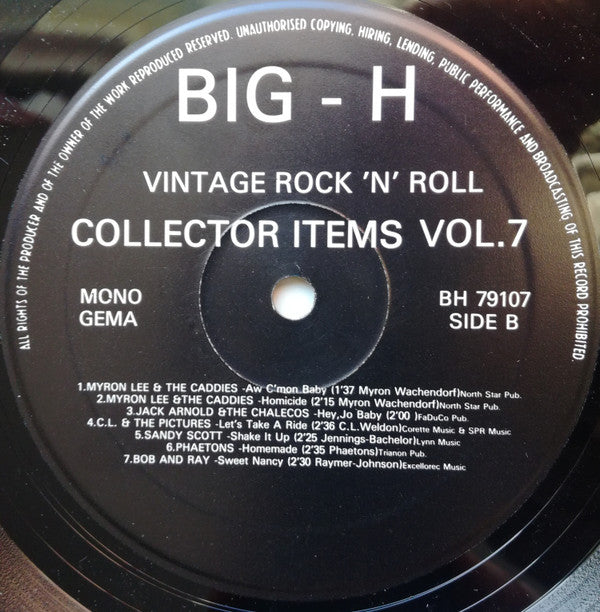 ALL RIGHTS OF THE PRODUCER AND OF THE OWNER OF THE WORK REPRODUCED RESERVED. UNAUTHORISED COPYING, HIRING, LENDING, PUBLIC PERFORMANCE AND BROADCASTING OF THIS RECORD PROHIBITED
BIG - H
VINTAGE ROCK 'N' ROLL
COLLECTOR ITEMS VOL.7
MONO
GEMA
BH 79107
SIDE B
1.MYRON LEE & THE CADDIES -Aw C'mon Baby (1'37 Myron Wachendorf)North Star Pub.
2.MYRON LEE &THE CADDIES -Homicide (2'15 Myron Wachendorf)North Star Pub.
3.JACK ARNOLD &THE CHALECOS -Hey,Jo Baby (2'00 )FaDuCo Pub.
4.C.L. & THE PICTURES -Let's Take A Ride (2'36 C.L.Weldon)Corette Music & SPR Music
5.SANDY SCOTT -Shake It Up (2'25 Jennings-Bachelor)Lynn Music
6.PHAETONS -Homemade (2'35 Phaetons)Trianon Pub.
7.BOB AND RAY -Sweet Nancy (2'30 Raymer-Johnson)Excellorec Music